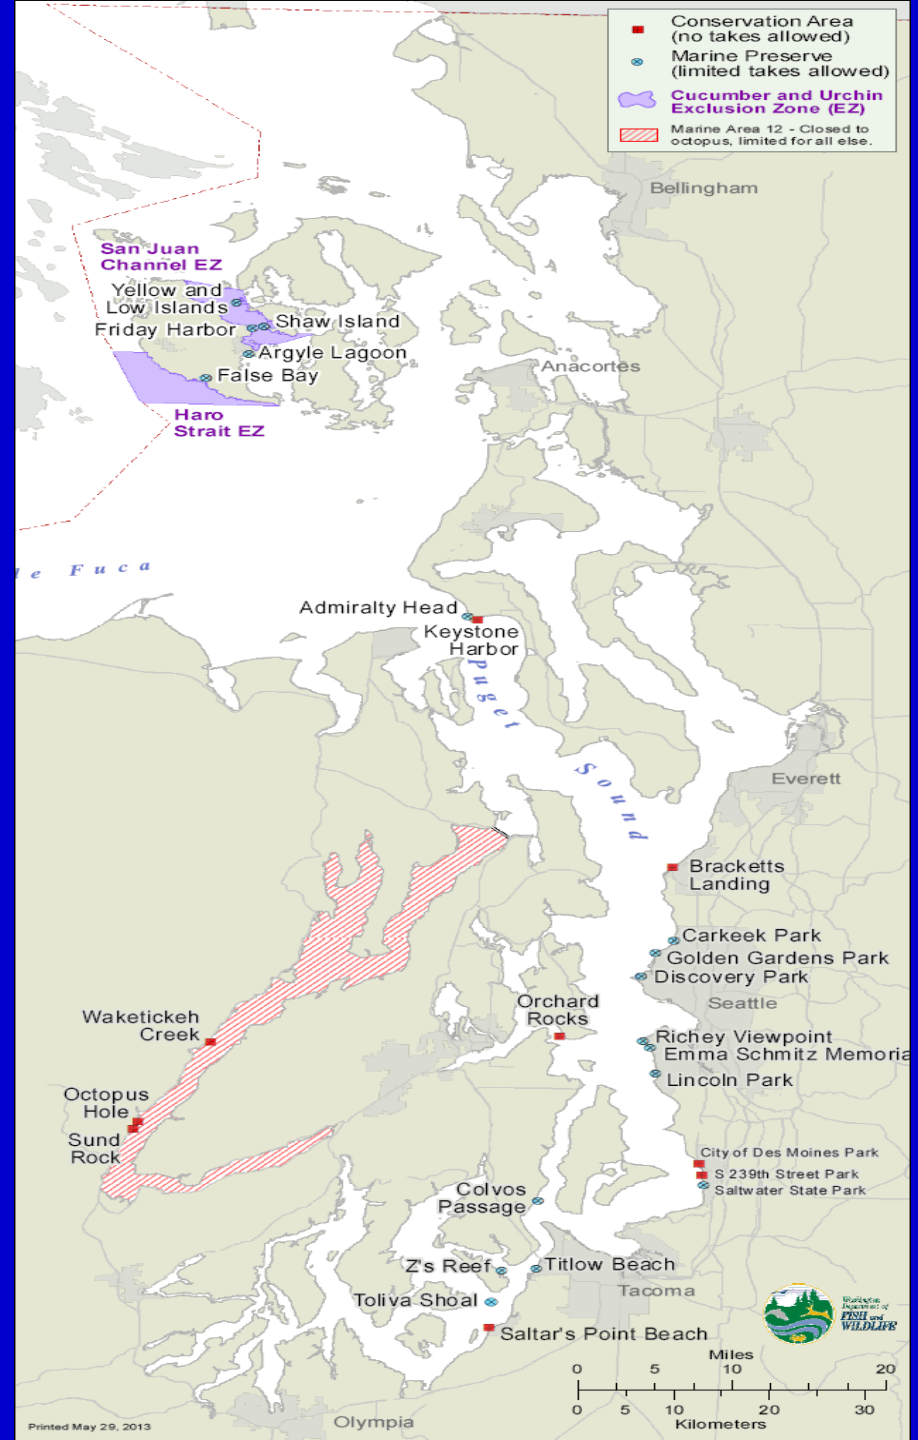 Conservation Area
(no takes allowed)
Marine Preserve
(limited takes allowed)
Cucumber and Urchin
Exclusion Zone (EZ)
Marine Area 12 - Closed to
octopus, limited for all else.
Bellingham
San Juan
Channel EZ
Yellow and
Low Islands
Friday Harbor
Shaw Island
Argyle Lagoon
False Bay
Anacortes
Haro
Strait EZ
Fuca
Admiralty Head
Keystone
Harbor
Puget
Sound
Everett
Bracketts
Landing
Carkeek Park
Golden Gardens Park
Discovery Park
Seattle
Orchard
Rocks
Waketickeh
Creek
Richey Viewpoint
Emma Schmitz Memoria
Lincoln Park
Octopus
Hole
Sund
Rock
City of Des Moines Park
S 239th Street Park
Saltwater State Park
Colvos
Passage
Z's Reef
Titlow Beach
Toliva Shoal
Tacoma
Saltar's Point Beach
Washington
Department of
FISH and
WILDLIFE
Miles
0 5 10 20
0 5 10 20 30
Kilometers
Olympia
Printed May 29, 2013